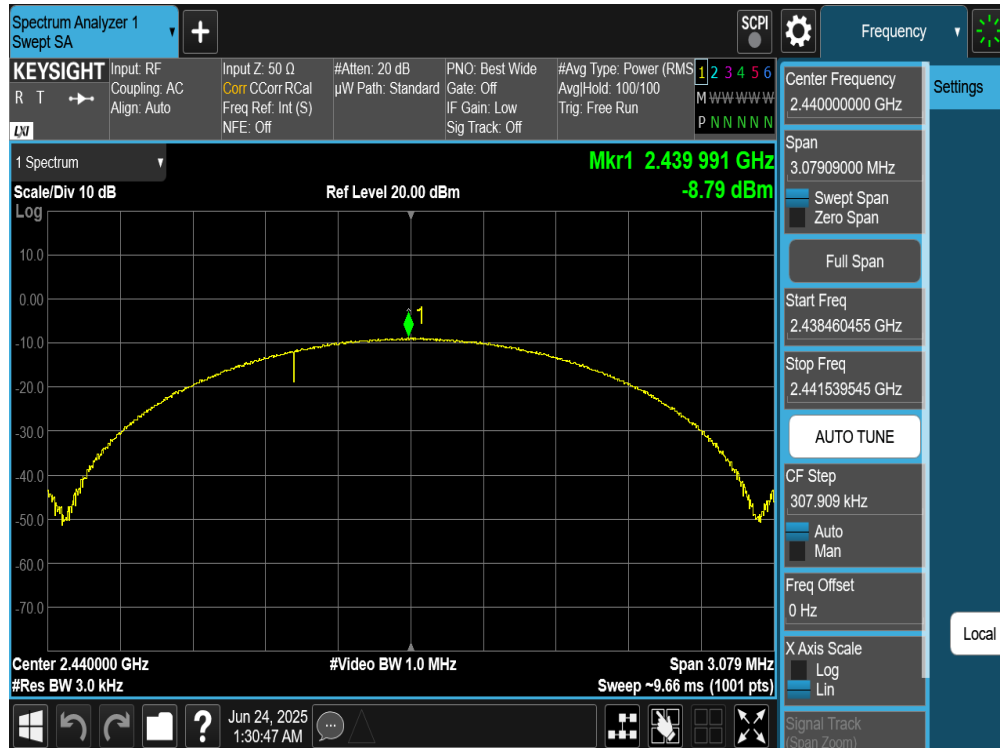 Spectrum Analyzer 1
Swept SA
+
SCPI
Frequency
KEYSIGHT
R T
LXI
Input: RF
Coupling: AC
Align: Auto
Input Z: 50 Ω
Corr CCorr RCal
Freq Ref: Int (S)
NFE: Off
#Atten: 20 dB
µW Path: Standard
PNO: Best Wide
Gate: Off
IF Gain: Low
Sig Track: Off
#Avg Type: Power (RMS
Avg|Hold: 100/100
Trig: Free Run
1 2 3 4 5 6
M W W W W W
P N N N N N
1 Spectrum
Mkr1 2.439 991 GHz
-8.79 dBm
Scale/Div 10 dB
Ref Level 20.00 dBm
Log
10.0
0.00
-10.0
-20.0
-30.0
-40.0
-50.0
-60.0
-70.0
1
Center 2.440000 GHz
#Video BW 1.0 MHz
Span 3.079 MHz
#Res BW 3.0 kHz
Sweep ~9.66 ms (1001 pts)
Jun 24, 2025
1:30:47 AM
?
Center Frequency
2.440000000 GHz
Span
3.07909000 MHz
Swept Span
Zero Span
Full Span
Start Freq
2.438460455 GHz
Stop Freq
2.441539545 GHz
AUTO TUNE
CF Step
307.909 kHz
Auto
Man
Freq Offset
0 Hz
X Axis Scale
Log
Lin
Signal Track
(Span Zoom)
Settings
Local